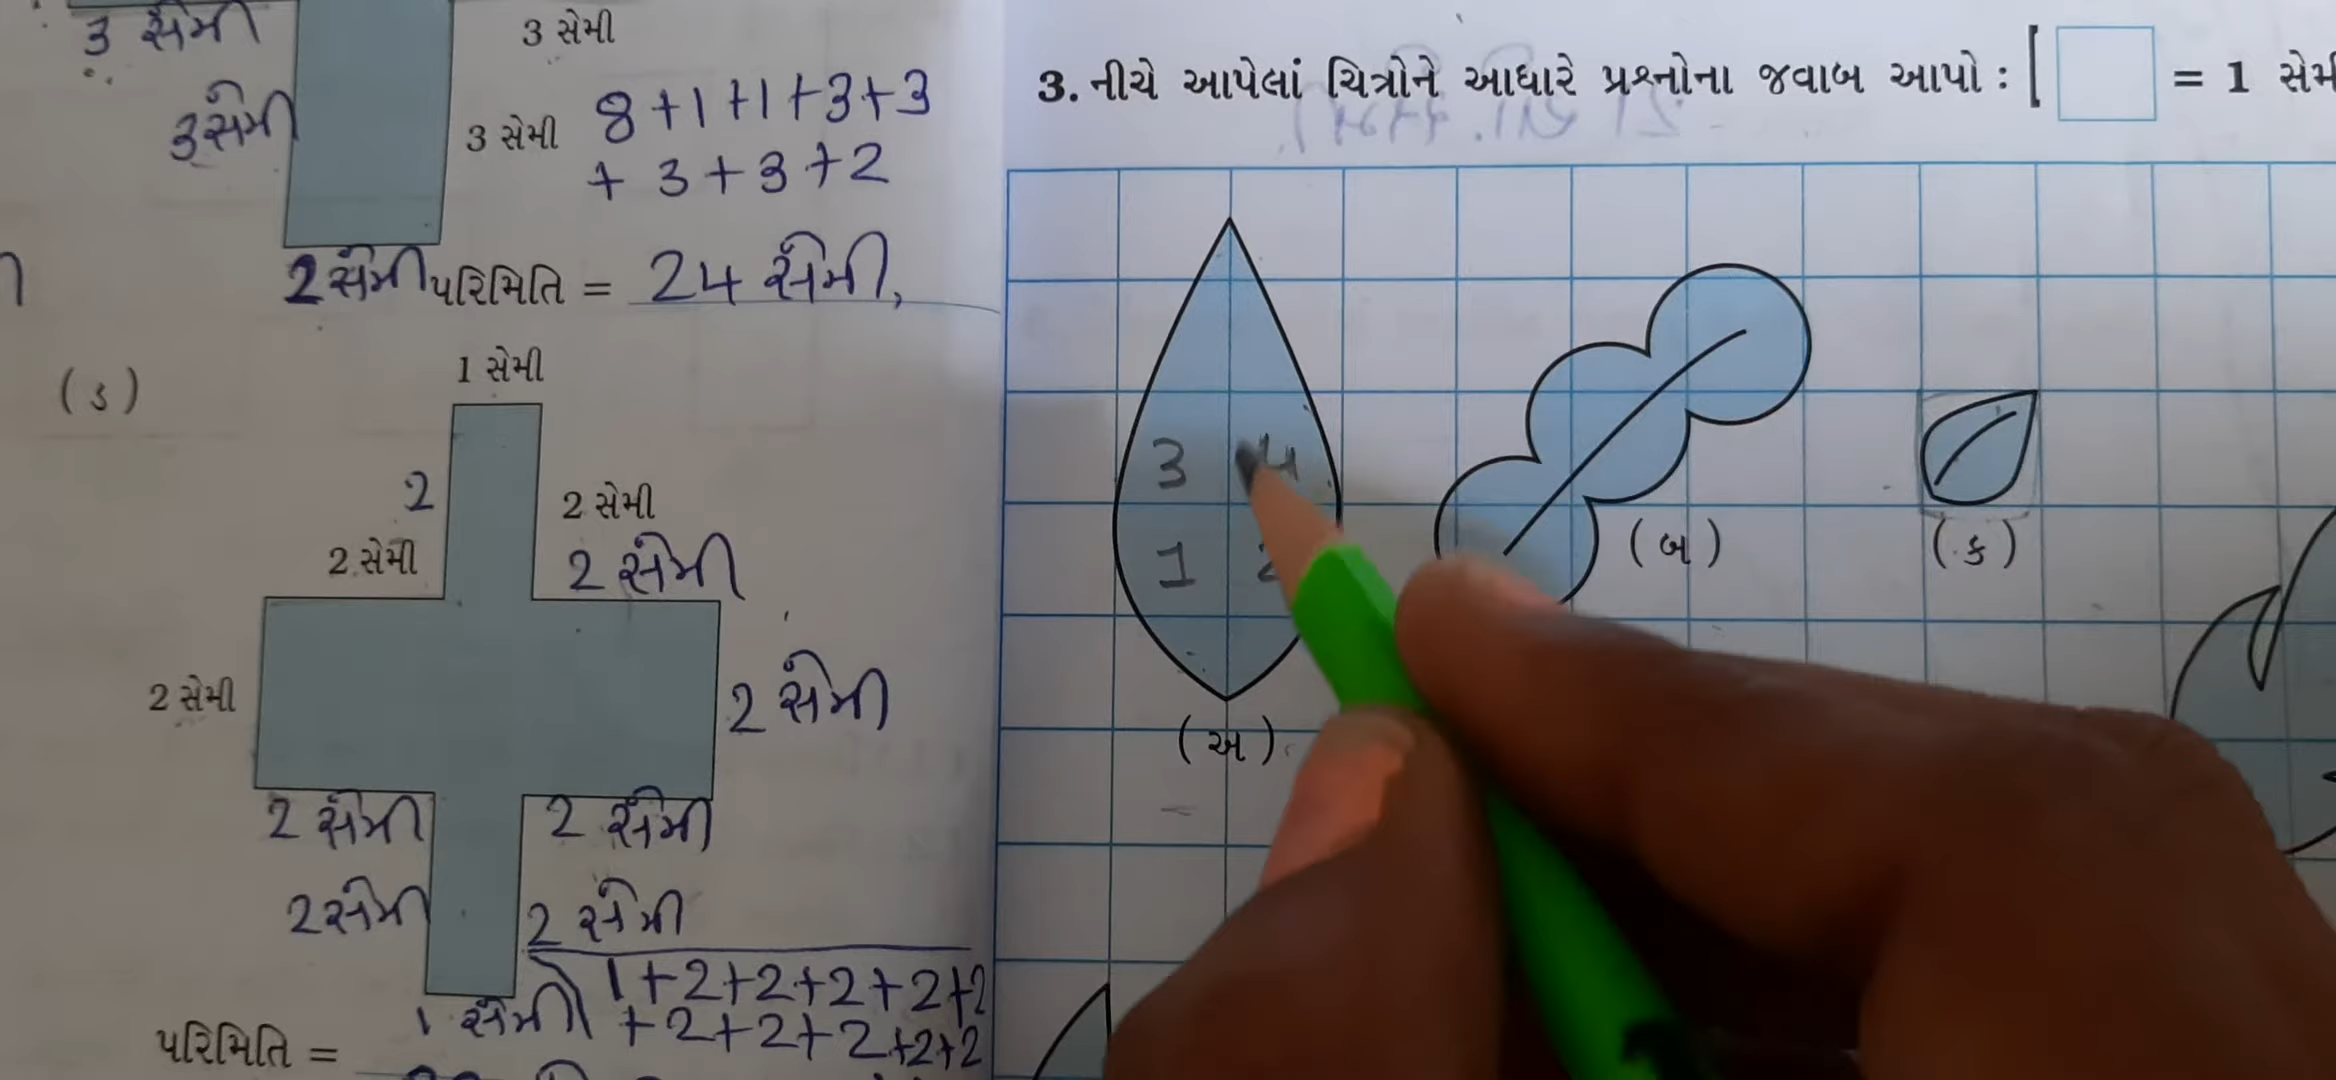 3 સેમી
3 સેમી
3સેમી
3 સેમી
8+1+1+3+3
+ 3+3+2
2સેમી
પરિમિતિ = 24 સેમી,
(ડ)
1 સેમી
2
2 સેમી
2 સેમી
2 સેમી
2 સેમી
2 સેમી
2 સેમી
2 સેમી
2સેમી
2 સેમી
1 સેમી
1+2+2+2+2+2
+2+2+2+2+2
પરિમિતિ =
3. નીચે આપેલાં ચિત્રોને આધારે પ્રશ્નોના જવાબ આપો : [ = 1
3 4
1 2
(અ)
(બ)
(ક)